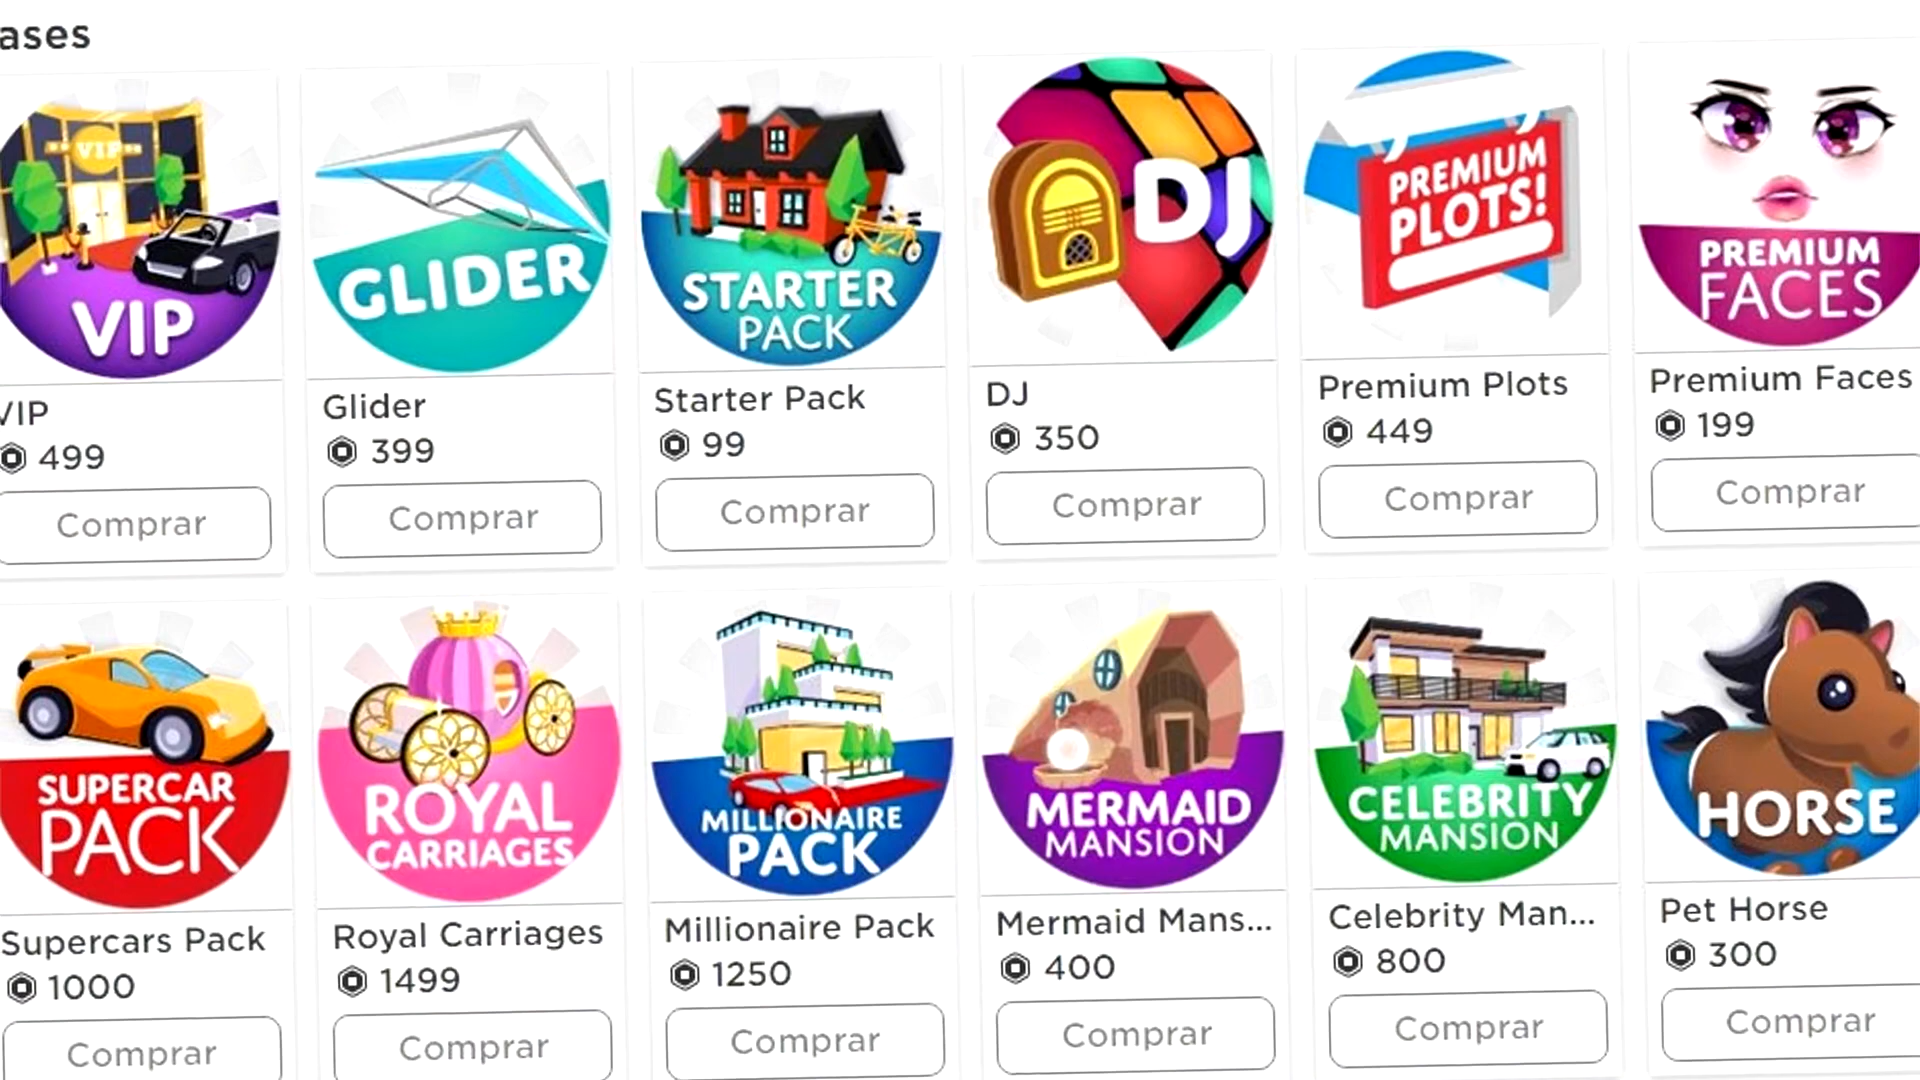 ases
VIP
VIP
GLIDER
STARTER
PACK
DJ
PREMIUM
PLOTS!
PREMIUM
FACES
VIP
499
Comprar
Glider
399
Comprar
Starter Pack
99
Comprar
DJ
350
Comprar
Premium Plots
449
Comprar
Premium Faces
199
Comprar
SUPERCAR
PACK
ROYAL
CARRIAGES
MILLIONAIRE
PACK
MERMAID
MANSION
CELEBRITY
MANSION
HORSE
Supercars Pack
1000
Comprar
Royal Carriages
1499
Comprar
Millionaire Pack
1250
Comprar
Mermaid Mans...
400
Comprar
Celebrity Man...
800
Comprar
Pet Horse
300
Comprar